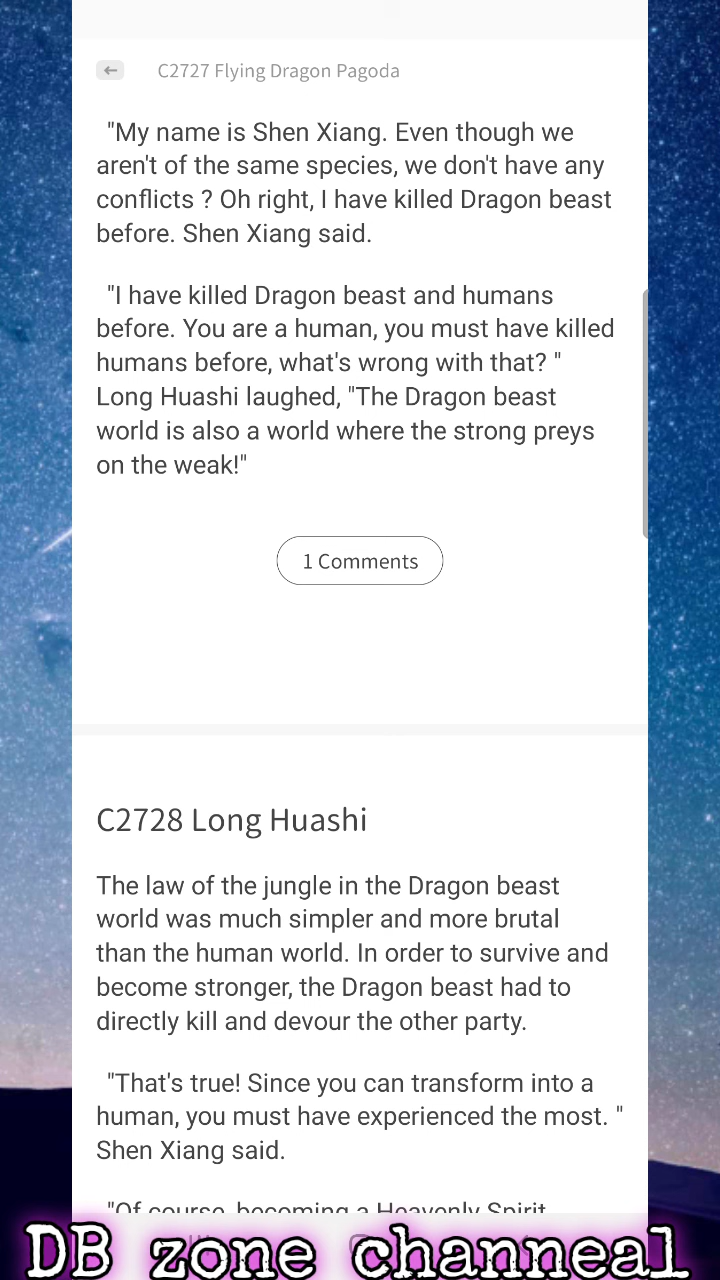 C2727 Flying Dragon Pagoda
"My name is Shen Xiang. Even though we
aren't of the same species, we don't have any
conflicts ? Oh right, I have killed Dragon beast
before. Shen Xiang said.
"I have killed Dragon beast and humans
before. You are a human, you must have killed
humans before, what's wrong with that? "
Long Huashi laughed, "The Dragon beast
world is also a world where the strong preys
on the weak!"
1 Comments
C2728 Long Huashi
The law of the jungle in the Dragon beast
world was much simpler and more brutal
than the human world. In order to survive and
become stronger, the Dragon beast had to
directly kill and devour the other party.
"That's true! Since you can transform into a
human, you must have experienced the most. "
Shen Xiang said.
"Of course, becoming a Heavenly Spirit
DB zone channeal